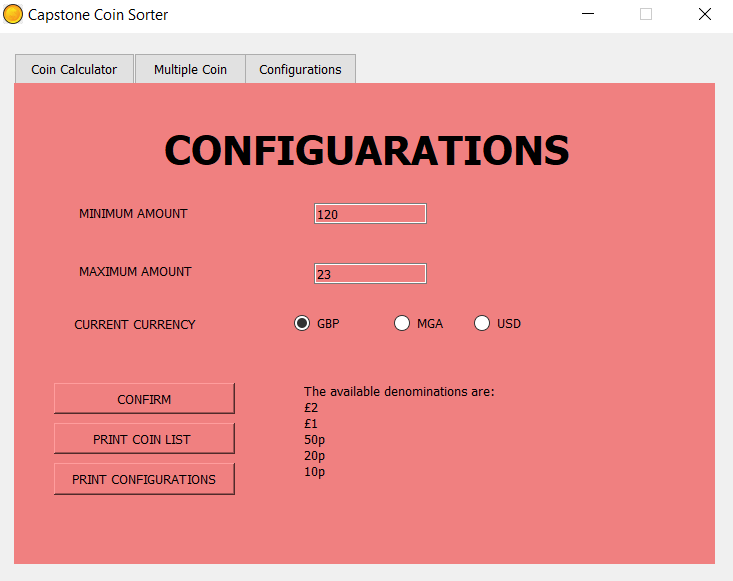 Capstone Coin Sorter
Coin Calculator Multiple Coin Configurations
CONFIGUARATIONS
MINIMUM AMOUNT 120
MAXIMUM AMOUNT 23
CURRENT CURRENCY GBP MGA USD
CONFIRM
PRINT COIN LIST
PRINT CONFIGURATIONS
The available denominations are:
£2
£1
50p
20p
10p